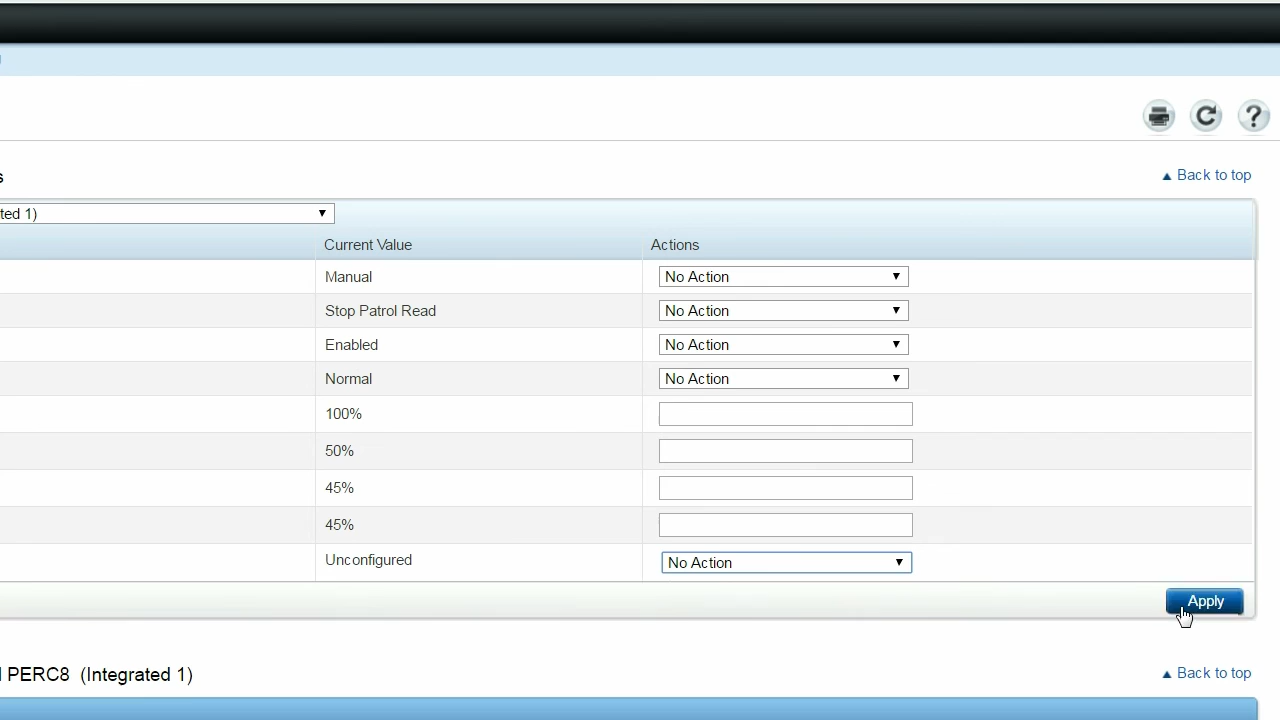 Back to top
ted 1)
Current Value Actions
Manual No Action
Stop Patrol Read No Action
Enabled No Action
Normal No Action
100%
50%
45%
45%
Unconfigured No Action
Apply
PERC8 (Integrated 1) Back to top